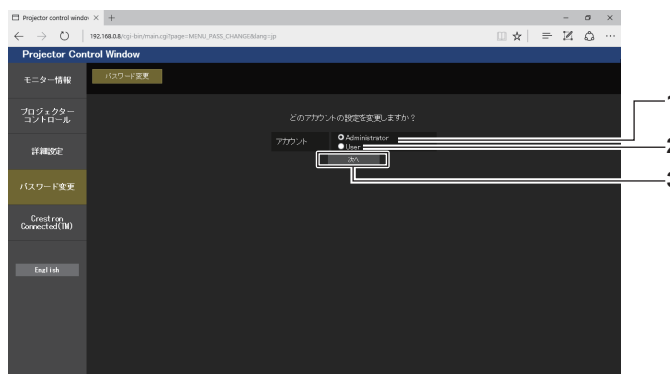 Projector control windo
192.168.0.8/cgi-bin/main.cgi?page=MENU_PASS_CHANGE&lang=jp
Projector Control Window
モニター情報
パスワード変更
プロジェクター
コントロール
どのアカウントの設定を変更しますか？
アカウント
Administrator
1
User
2
次へ
3
詳細設定
パスワード変更
Crestron
Connected(TM)
English